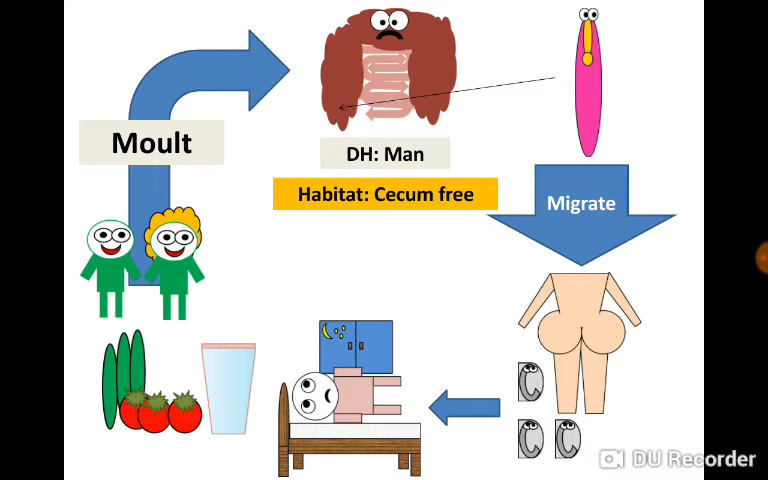 Moult
DH: Man
Habitat: Cecum free
Migrate
DU Recorder